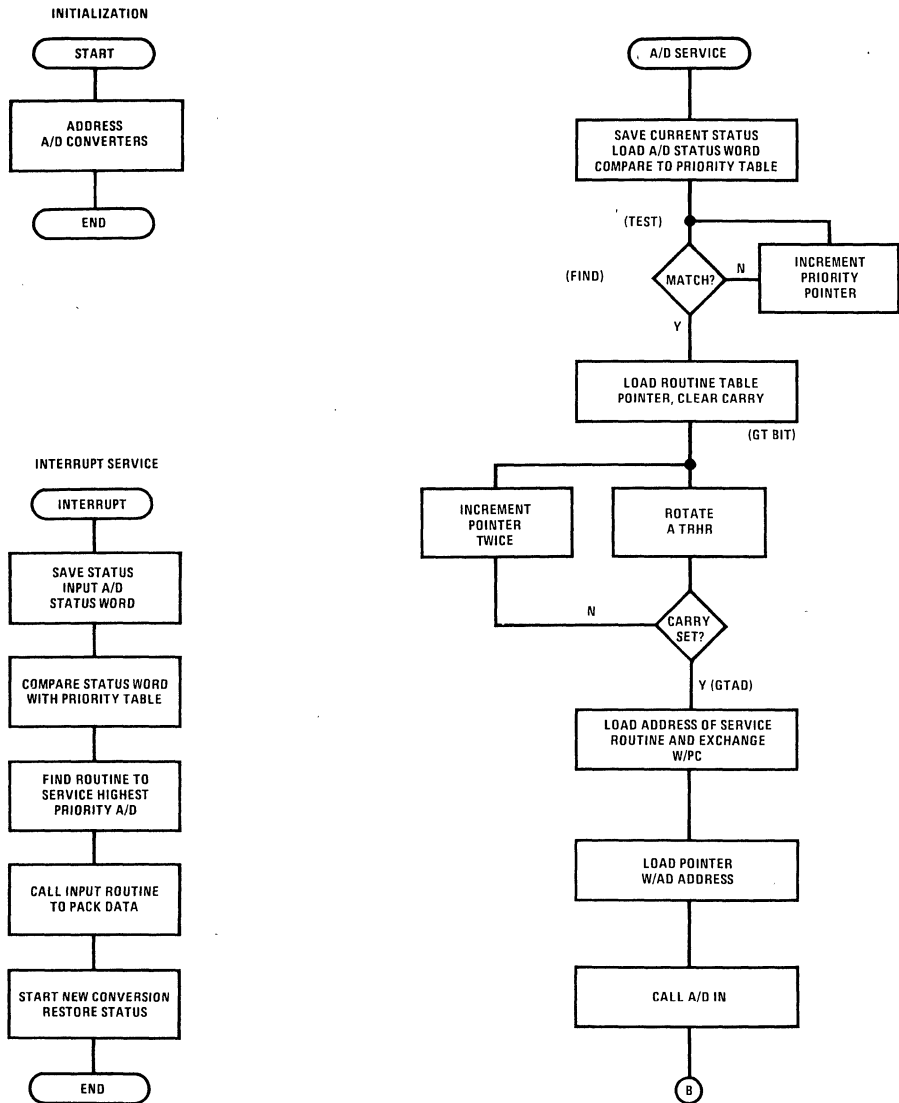 INITIALIZATION
START
ADDRESS
A/D CONVERTERS
END
INTERRUPT SERVICE
INTERRUPT
SAVE STATUS
INPUT A/D
STATUS WORD
COMPARE STATUS WORD
WITH PRIORITY TABLE
FIND ROUTINE TO
SERVICE HIGHEST
PRIORITY A/D
CALL INPUT ROUTINE
TO PACK DATA
START NEW CONVERSION
RESTORE STATUS
END
A/D SERVICE
SAVE CURRENT STATUS
LOAD A/D STATUS WORD
COMPARE TO PRIORITY TABLE
(TEST)
(FIND)
MATCH?
N
INCREMENT
PRIORITY
POINTER
Y
LOAD ROUTINE TABLE
POINTER, CLEAR CARRY
(GT BIT)
INCREMENT
POINTER
TWICE
ROTATE
A TRHR
N
CARRY
SET?
Y (GTAD)
LOAD ADDRESS OF SERVICE
ROUTINE AND EXCHANGE
W/PC
LOAD POINTER
W/AD ADDRESS
CALL A/D IN
B